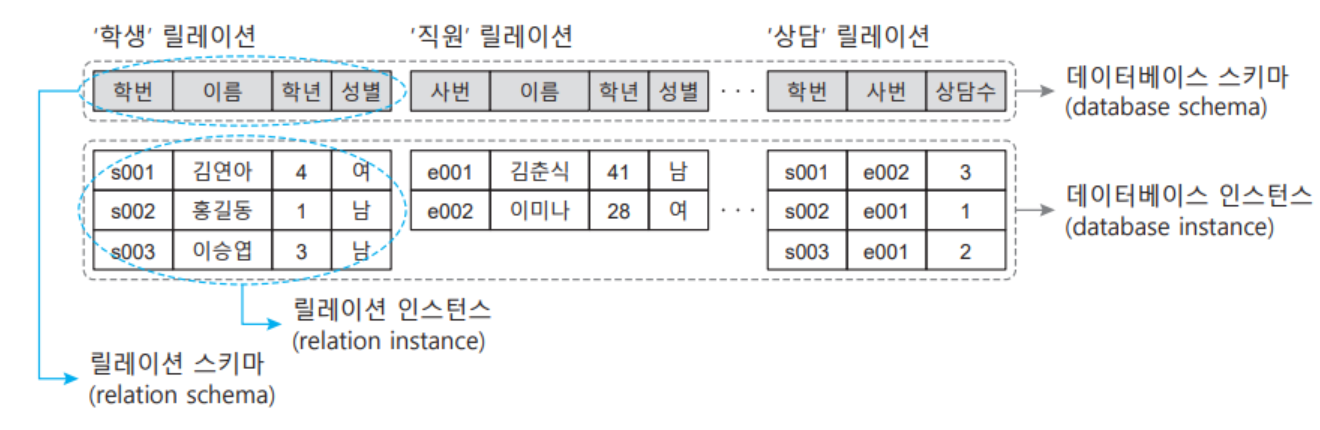 '학생' 릴레이션 '직원' 릴레이션 '상담' 릴레이션
학번 이름 학년 성별 사번 이름 학년 성별 · · · 학번 사번 상담수
데이터베이스 스키마
(database schema)
s001 김연아 4 여 e001 김춘식 41 남 s001 e002 3
s002 홍길동 1 남 e002 이미나 28 여 · · · s002 e001 1
s003 이승엽 3 남 s003 e001 2
데이터베이스 인스턴스
(database instance)
릴레이션 인스턴스
(relation instance)
릴레이션 스키마
(relation schema)